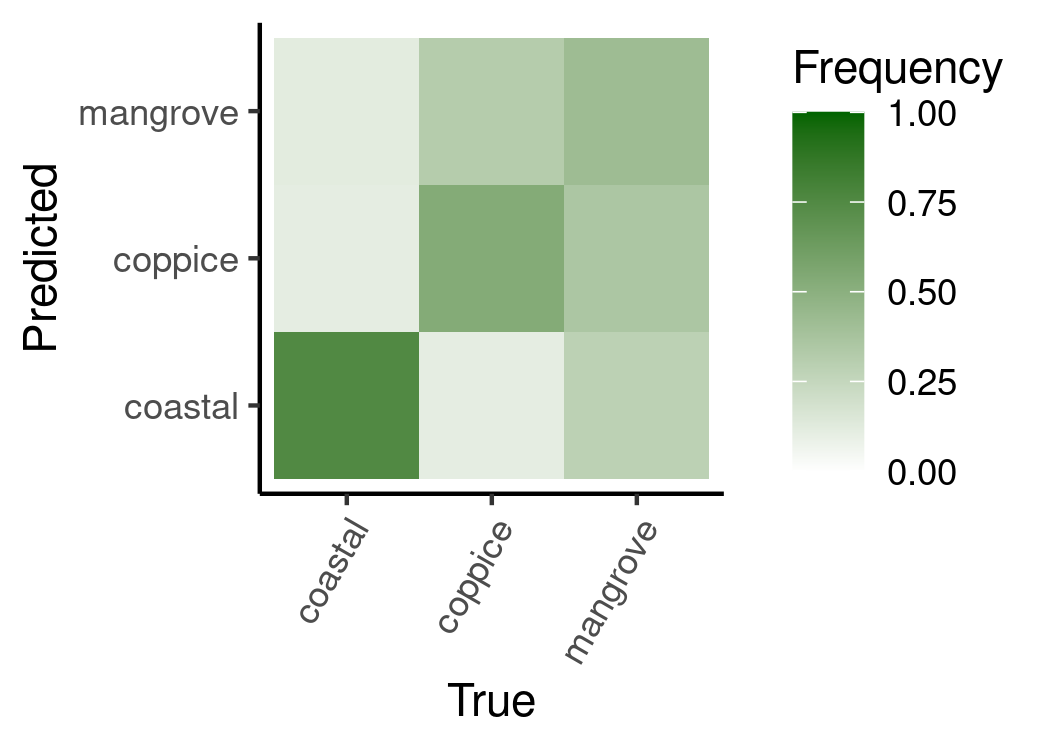 Predicted
mangrove
coppice
coastal
coastal
coppice
mangrove
True
Frequency
1.00
0.75
0.50
0.25
0.00